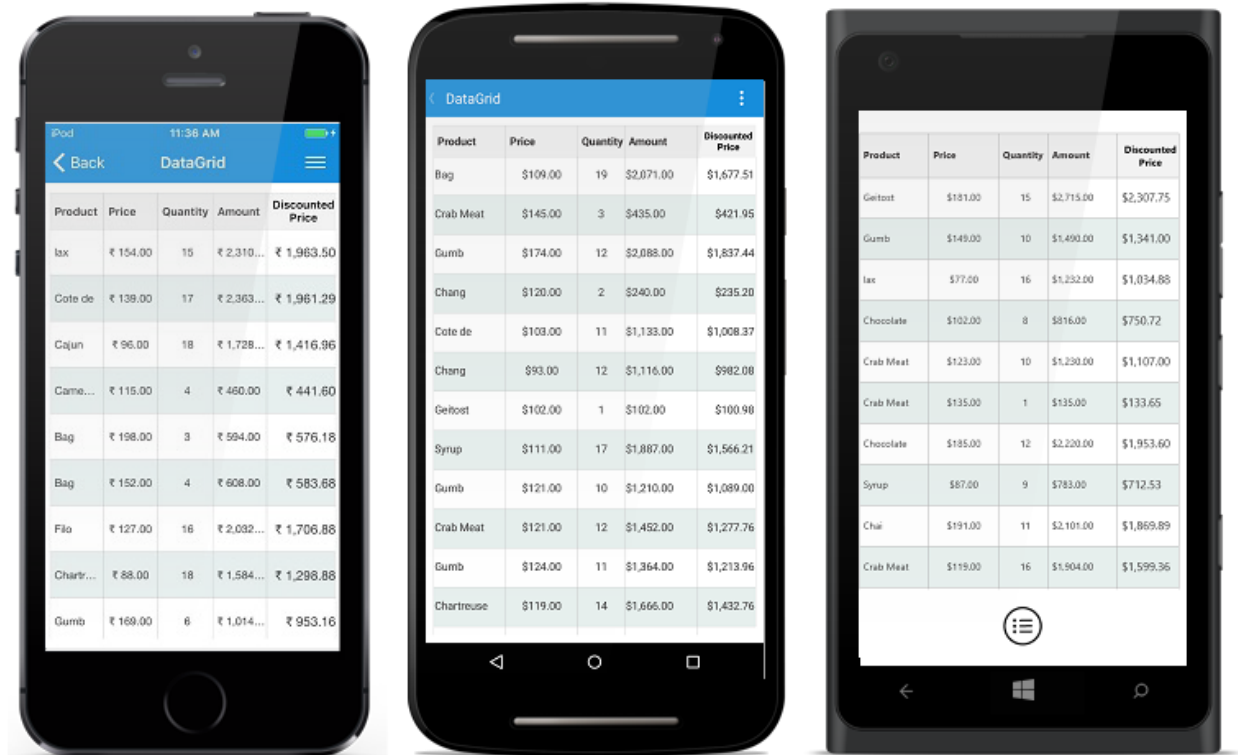 iPod 11:36 AM
Back DataGrid
Product Price Quantity Amount Discounted Price
Iax ₹ 154.00 15 ₹ 2,310... ₹ 1,963.50
Cote de ₹ 139.00 17 ₹ 2,363... ₹ 1,961.29
Cajun ₹ 96.00 18 ₹ 1,728... ₹ 1,416.96
Came... ₹ 115.00 4 ₹ 460.00 ₹ 441.60
Bag ₹ 198.00 3 ₹ 594.00 ₹ 576.18
Bag ₹ 152.00 4 ₹ 608.00 ₹ 583.68
Filo ₹ 127.00 16 ₹ 2,032... ₹ 1,706.88
Chartr... ₹ 88.00 18 ₹ 1,584... ₹ 1,298.88
Gumb ₹ 169.00 6 ₹ 1,014... ₹ 953.16
DataGrid
Product Price Quantity Amount Discounted Price
Bag $109.00 19 $2,071.00 $1,677.51
Crab Meat $145.00 3 $435.00 $421.95
Gumb $174.00 12 $2,088.00 $1,837.44
Chang $120.00 2 $240.00 $235.20
Cote de $103.00 11 $1,133.00 $1,008.37
Chang $93.00 12 $1,116.00 $982.08
Geitost $102.00 1 $102.00 $100.98
Syrup $111.00 17 $1,887.00 $1,566.21
Gumb $121.00 10 $1,210.00 $1,089.00
Crab Meat $121.00 12 $1,452.00 $1,277.76
Gumb $124.00 11 $1,364.00 $1,213.96
Chartreuse $119.00 14 $1,666.00 $1,432.76
Product Price Quantity Amount Discounted Price
Geitost $181.00 15 $2,715.00 $2,307.75
Gumb $149.00 10 $1,490.00 $1,341.00
Iax $77.00 16 $1,232.00 $1,034.88
Chocolate $102.00 8 $816.00 $750.72
Crab Meat $123.00 10 $1,230.00 $1,107.00
Crab Meat $135.00 1 $135.00 $133.65
Chocolate $185.00 12 $2,220.00 $1,953.60
Syrup $87.00 9 $783.00 $712.53
Chai $191.00 11 $2,101.00 $1,869.89
Crab Meat $119.00 16 $1,904.00 $1,599.36